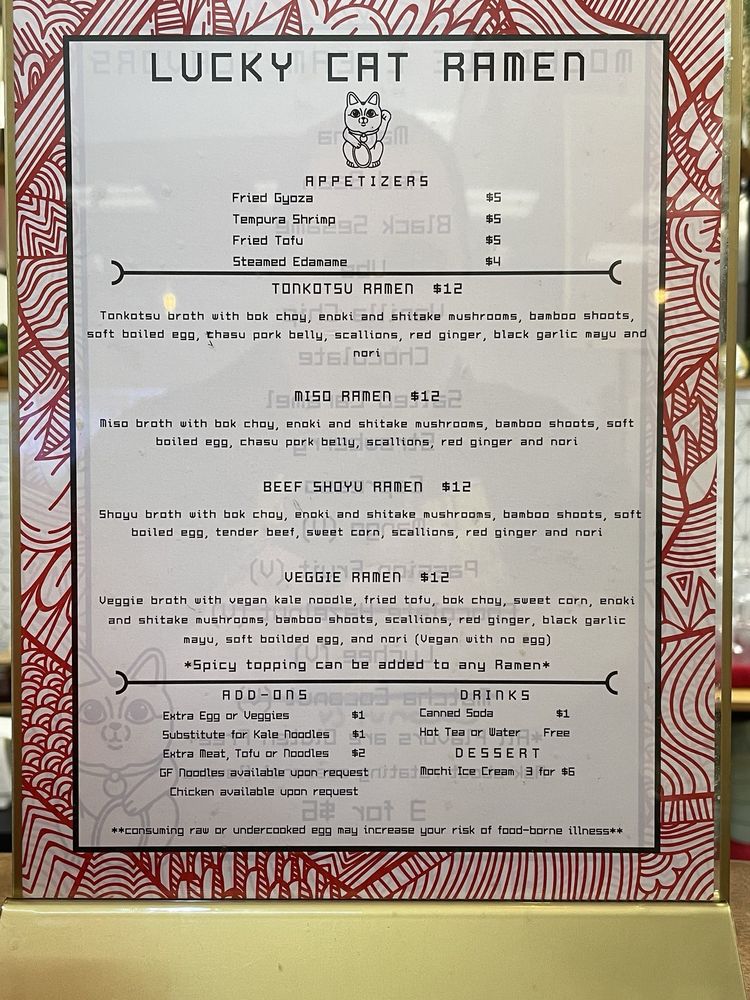 LUCKY CAT RAMEN
APPETIZERS
Fried Gyoza $5
Tempura Shrimp $5
Fried Tofu $5
Steamed Edamame $4
TONKOTSU RAMEN $12
Tonkotsu broth with bok choy, enoki and shitake mushrooms, bamboo shoots,
soft boiled egg, chasu pork belly, scallions, red ginger, black garlic mayu and
nori
MISO RAMEN $12
Miso broth with bok choy, enoki and shitake mushrooms, bamboo shoots, soft
boiled egg, chasu pork belly, scallions, red ginger and nori
BEEF SHOYU RAMEN $12
Shoyu broth with bok choy, enoki and shitake mushrooms, bamboo shoots, soft
boiled egg, tender beef, sweet corn, scallions, red ginger and nori
VEGGIE RAMEN $12
Veggie broth with vegan kale noodle, fried tofu, bok choy, sweet corn, enoki
and shitake mushrooms, bamboo shoots, scallions, red ginger, black garlic
mayu, soft boilded egg, and nori (Vegan with no egg)
*Spicy topping can be added to any Ramen*
ADD-ONS
Extra Egg or Veggies $1
Substitute for Kale Noodles $1
Extra Meat, Tofu or Noodles $2
GF Noodles available upon request
Chicken available upon request
DRINKS
Canned Soda $1
Hot Tea or Water Free
DESSERT
Mochi Ice Cream 3 for $6
**consuming raw or undercooked egg may increase your risk of food-borne illness**